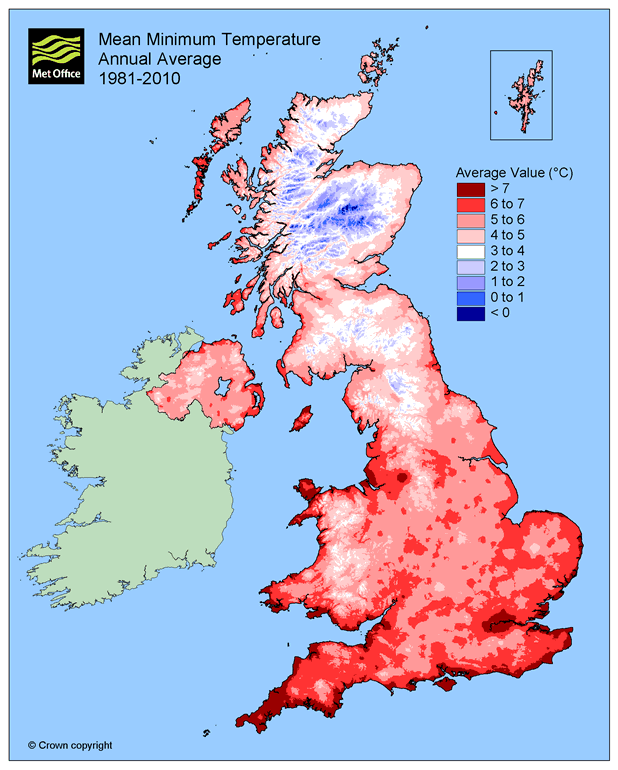 Met Office
Mean Minimum Temperature
Annual Average
1981-2010
Average Value (°C)
> 7
6 to 7
5 to 6
4 to 5
3 to 4
2 to 3
1 to 2
0 to 1
< 0
© Crown copyright